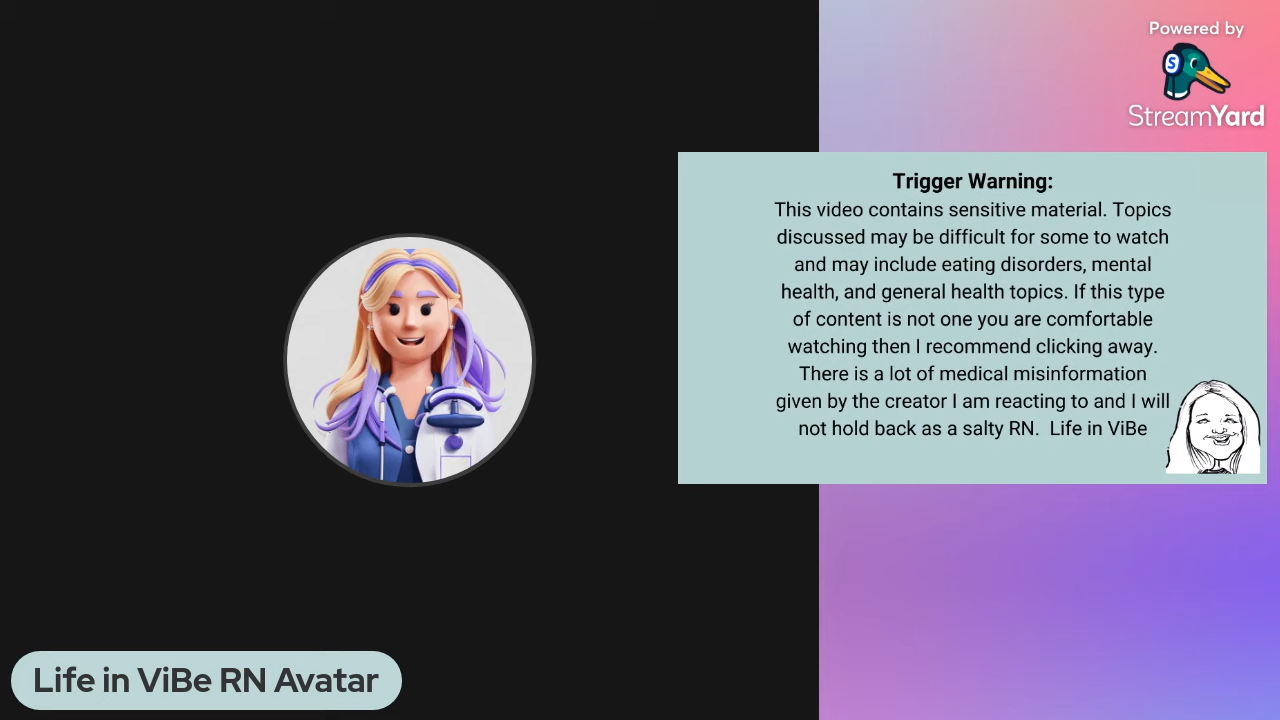 Powered by
S
StreamYard
Trigger Warning:
This video contains sensitive material. Topics
discussed may be difficult for some to watch
and may include eating disorders, mental
health, and general health topics. If this type
of content is not one you are comfortable
watching then I recommend clicking away.
There is a lot of medical misinformation
given by the creator I am reacting to and I will
not hold back as a salty RN.  Life in ViBe
Life in ViBe RN Avatar